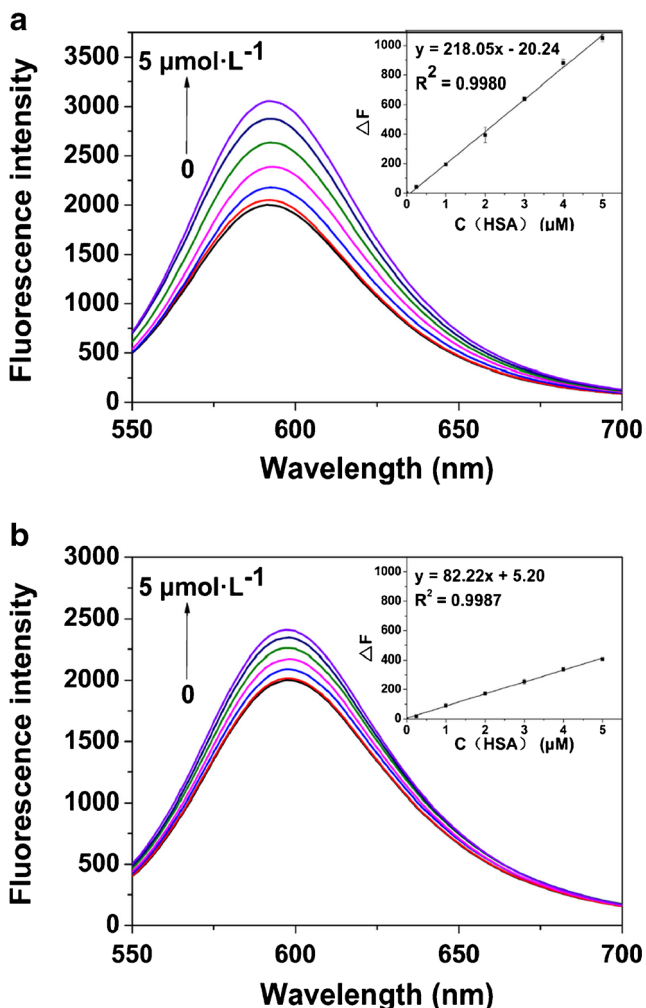 a
5 μmol·L-1
0
Fluorescence intensity
3500
3000
2500
2000
1500
1000
500
0
550 600 650 700
Wavelength (nm)
y = 218.05x - 20.24
R2 = 0.9980
△F
1000
800
600
400
200
0
0 1 2 3 4 5
C（HSA） (μM)
b
5 μmol·L-1
0
Fluorescence intensity
3000
2500
2000
1500
1000
500
0
550 600 650 700
Wavelength (nm)
y = 82.22x + 5.20
R2 = 0.9987
△F
1000
800
600
400
200
0
0 1 2 3 4 5
C（HSA） (μM)